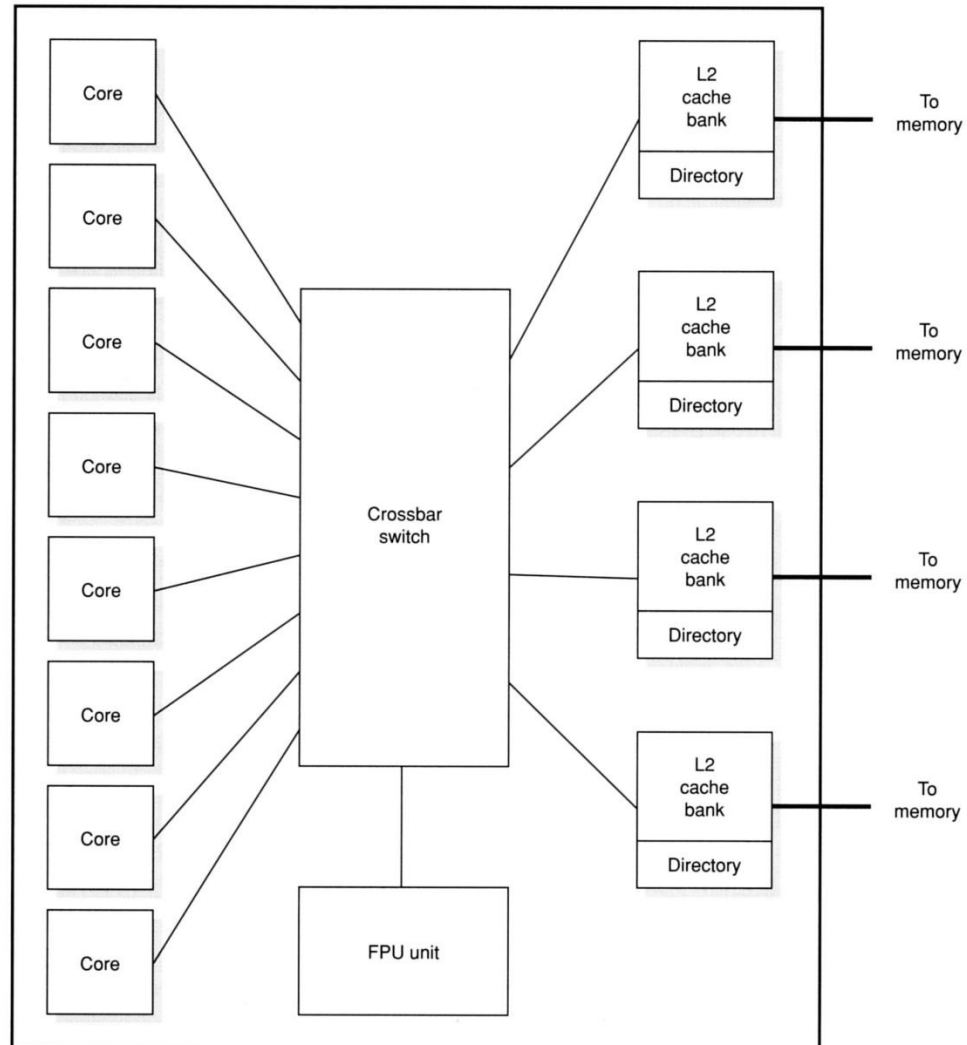 Core
Core
Core
Core
Core
Core
Core
Core
Crossbar
switch
FPU unit
L2
cache
bank
Directory
To
memory
L2
cache
bank
Directory
To
memory
L2
cache
bank
Directory
To
memory
L2
cache
bank
Directory
To
memory